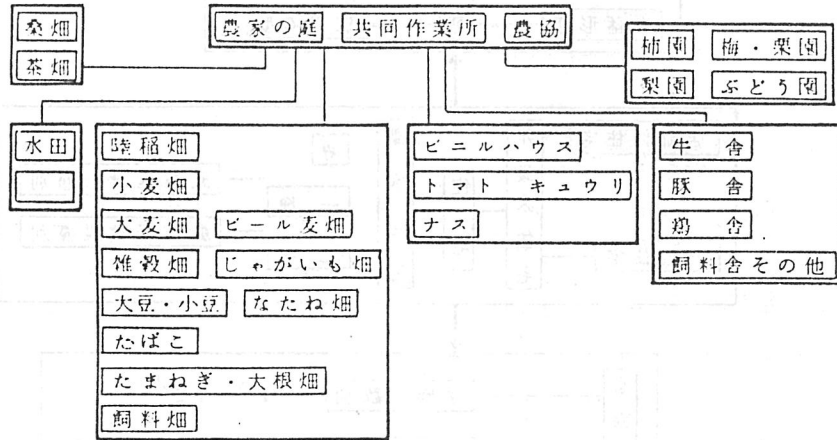 桑畑
茶畑
農家の庭 共同作業所 農協
柿園 梅・栗園
梨園 ぶどう園
水田
陸稲畑
小麦畑
大麦畑 ビール麦畑
雑穀畑 じゃがいも畑
大豆・小豆 なたね畑
たばこ
たまねぎ・大根畑
飼料畑
ビニルハウス
トマト キュウリ
ナス
牛舎
豚舎
鶏舎
飼料舎その他